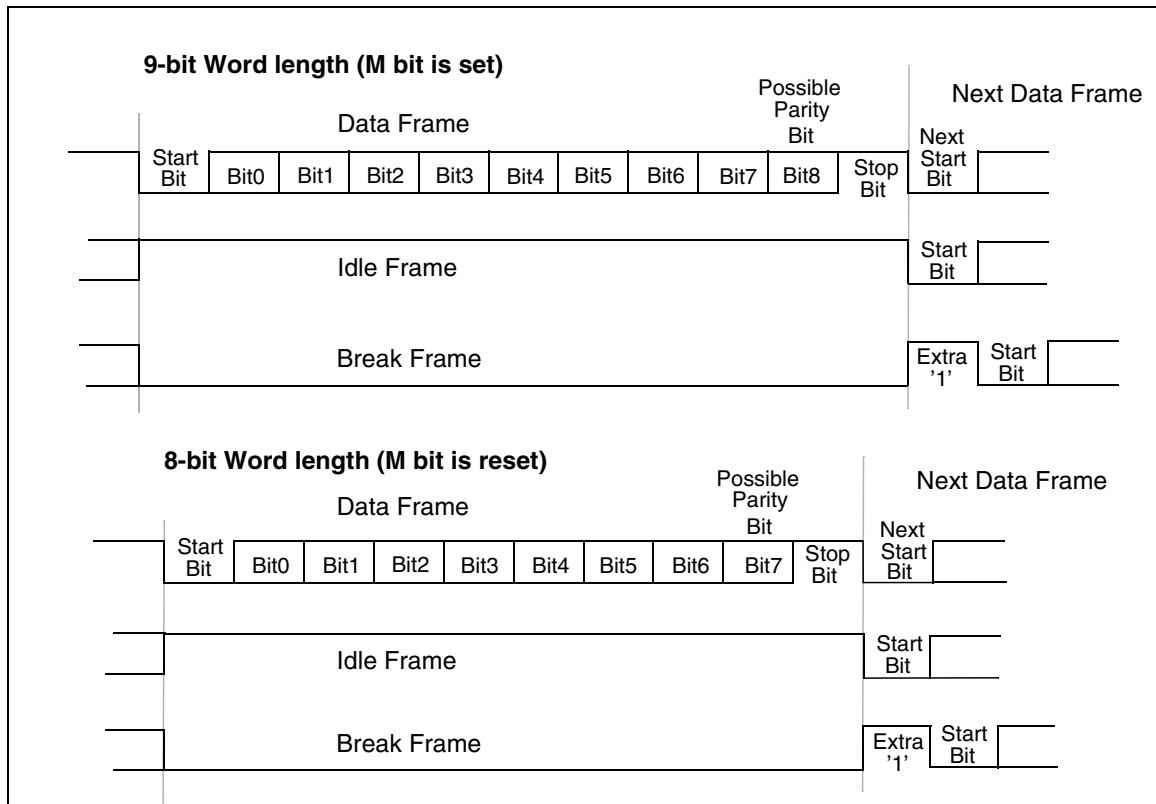 9-bit Word length (M bit is set)
Possible
Parity
Bit
Next Data Frame
Data Frame
Start
Bit
Bit0
Bit1
Bit2
Bit3
Bit4
Bit5
Bit6
Bit7
Bit8
Stop
Bit
Next
Start
Bit
Idle Frame
Start
Bit
Break Frame
Extra
'1'
Start
Bit
8-bit Word length (M bit is reset)
Possible
Parity
Bit
Next Data Frame
Data Frame
Start
Bit
Bit0
Bit1
Bit2
Bit3
Bit4
Bit5
Bit6
Bit7
Stop
Bit
Next
Start
Bit
Idle Frame
Start
Bit
Break Frame
Extra
'1'
Start
Bit